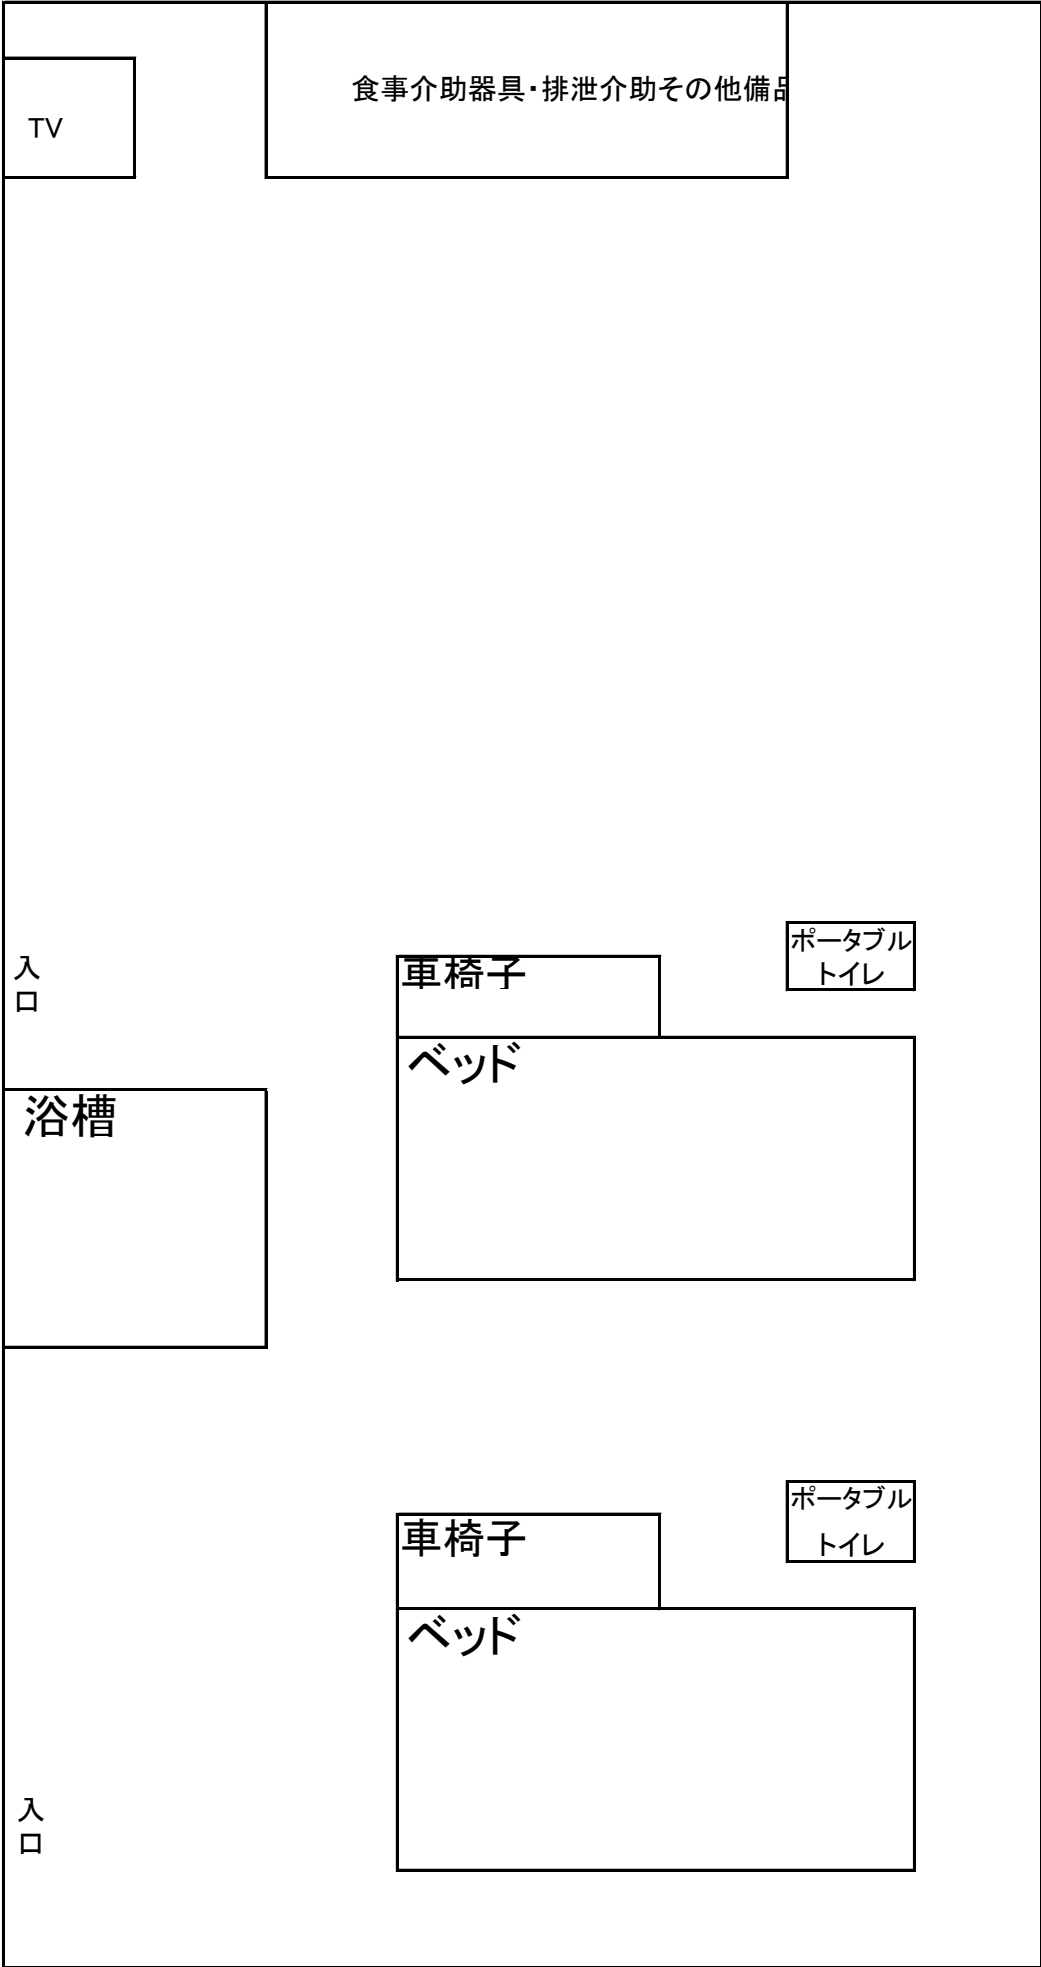 食事介助器具・排泄介助その他備品
TV
ポータブル
トイレ
入
口
車椅子
ベッド
浴槽
ポータブル
トイレ
車椅子
ベッド
入
口